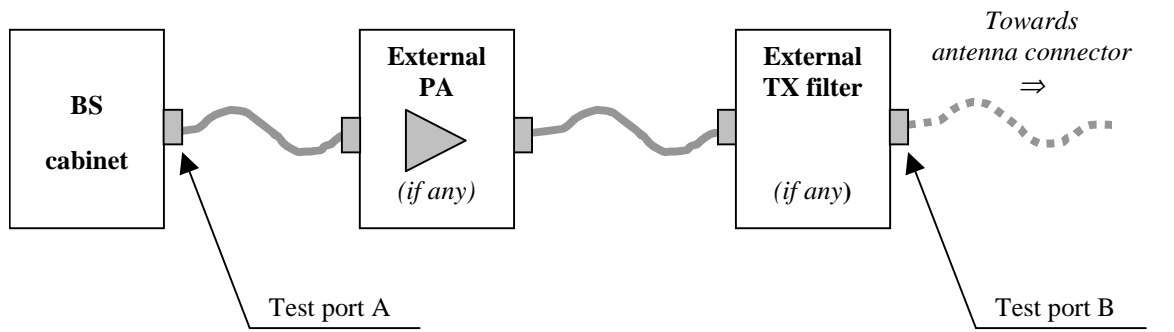 BS
cabinet
External
PA
(if any)
External
TX filter
(if any)
Towards
antenna connector
⇒
Test port A
Test port B